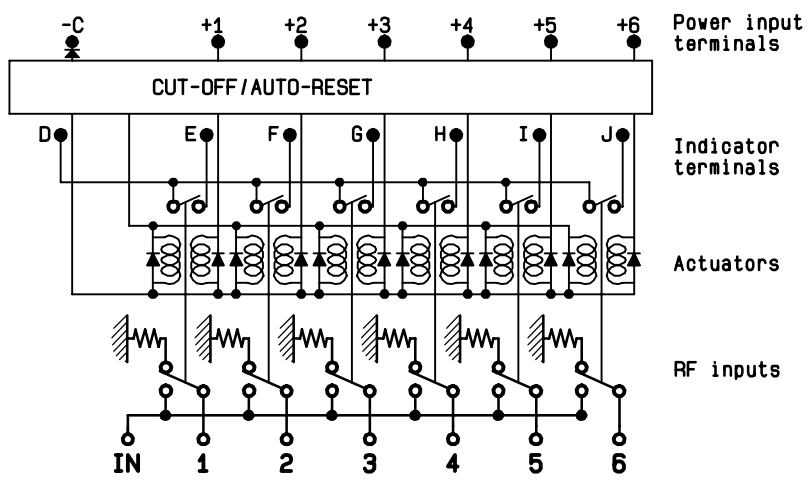 -C +1 +2 +3 +4 +5 +6 Power input
terminals
CUT-OFF/AUTO-RESET
D E F G H I J Indicator
terminals
Actuators
RF inputs
IN 1 2 3 4 5 6